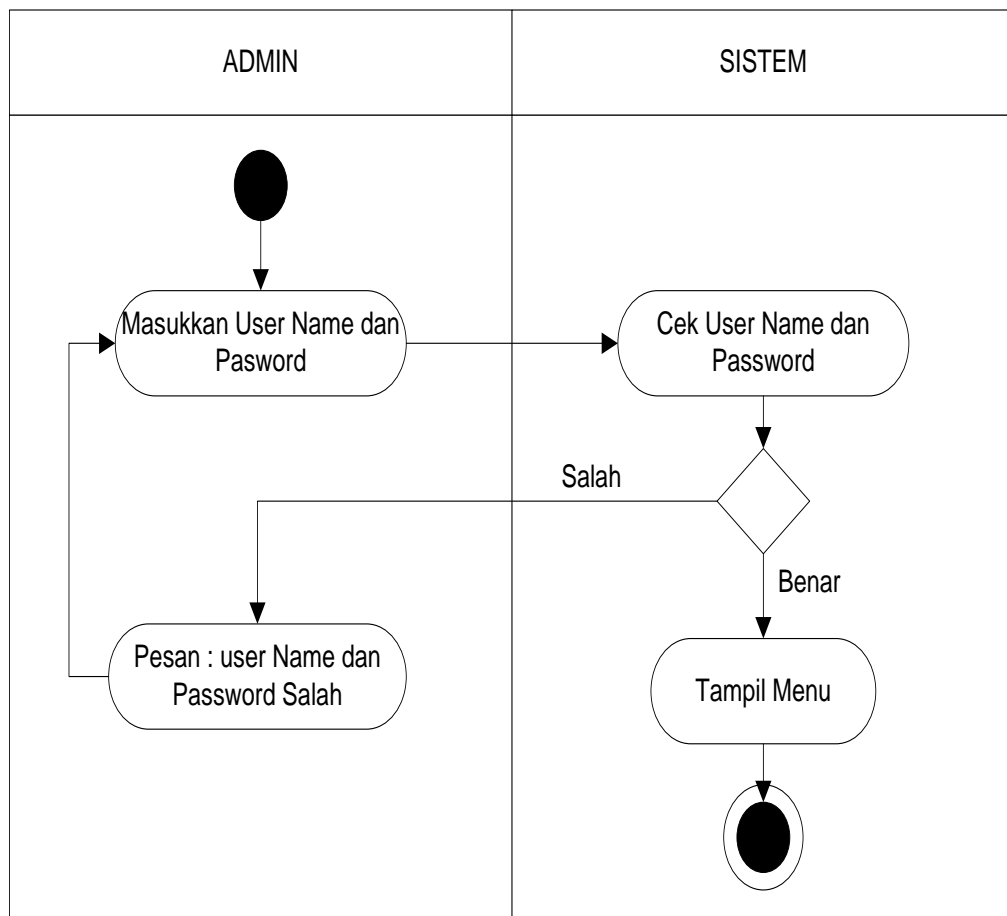 ADMIN
SISTEM
Masukkan User Name dan
Pasword
Cek User Name dan
Password
Salah
Benar
Pesan : user Name dan
Password Salah
Tampil Menu